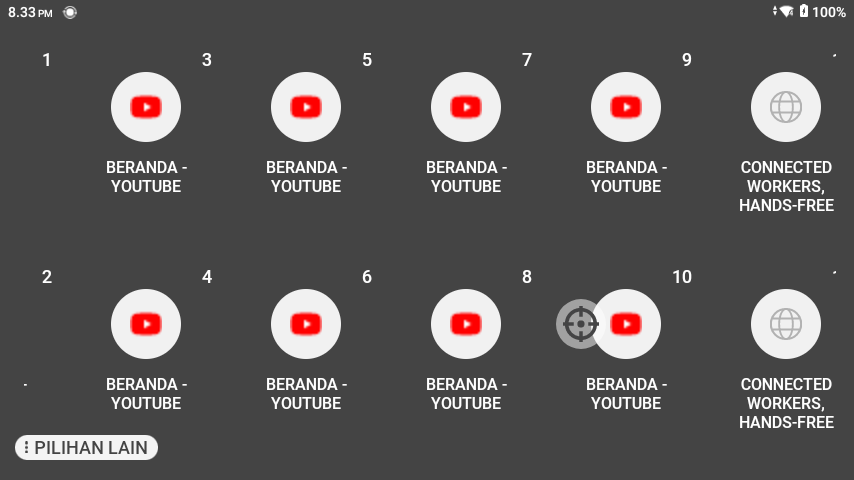 8.33 PM
100%
1
3
5
7
9
BERANDA -
YOUTUBE
BERANDA -
YOUTUBE
BERANDA -
YOUTUBE
BERANDA -
YOUTUBE
CONNECTED
WORKERS,
HANDS-FREE
2
4
6
8
10
-
BERANDA -
YOUTUBE
BERANDA -
YOUTUBE
BERANDA -
YOUTUBE
BERANDA -
YOUTUBE
CONNECTED
WORKERS,
HANDS-FREE
PILIHAN LAIN